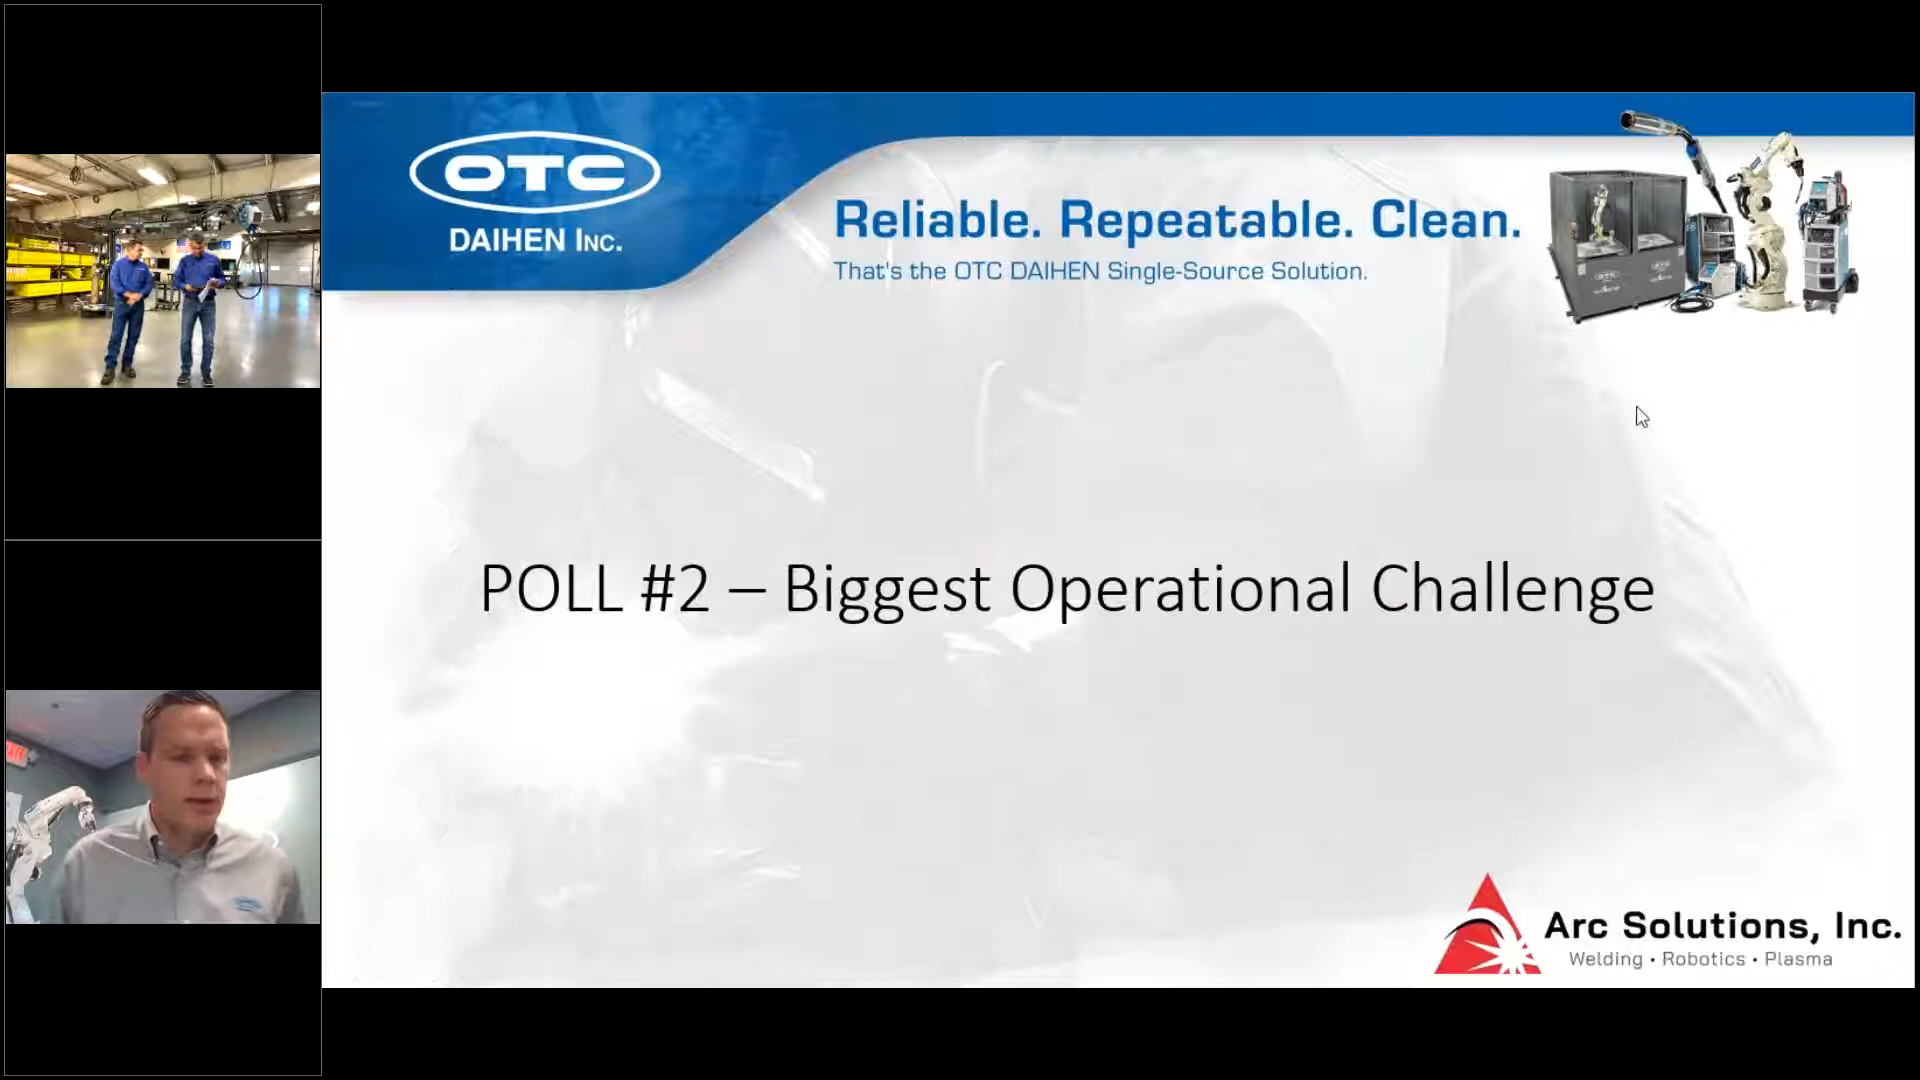 OTC
DAIHEN INC.
Reliable. Repeatable. Clean.
That's the OTC DAIHEN Single-Source Solution.
OTC
POLL #2 – Biggest Operational Challenge
Arc Solutions, Inc.
Welding • Robotics • Plasma